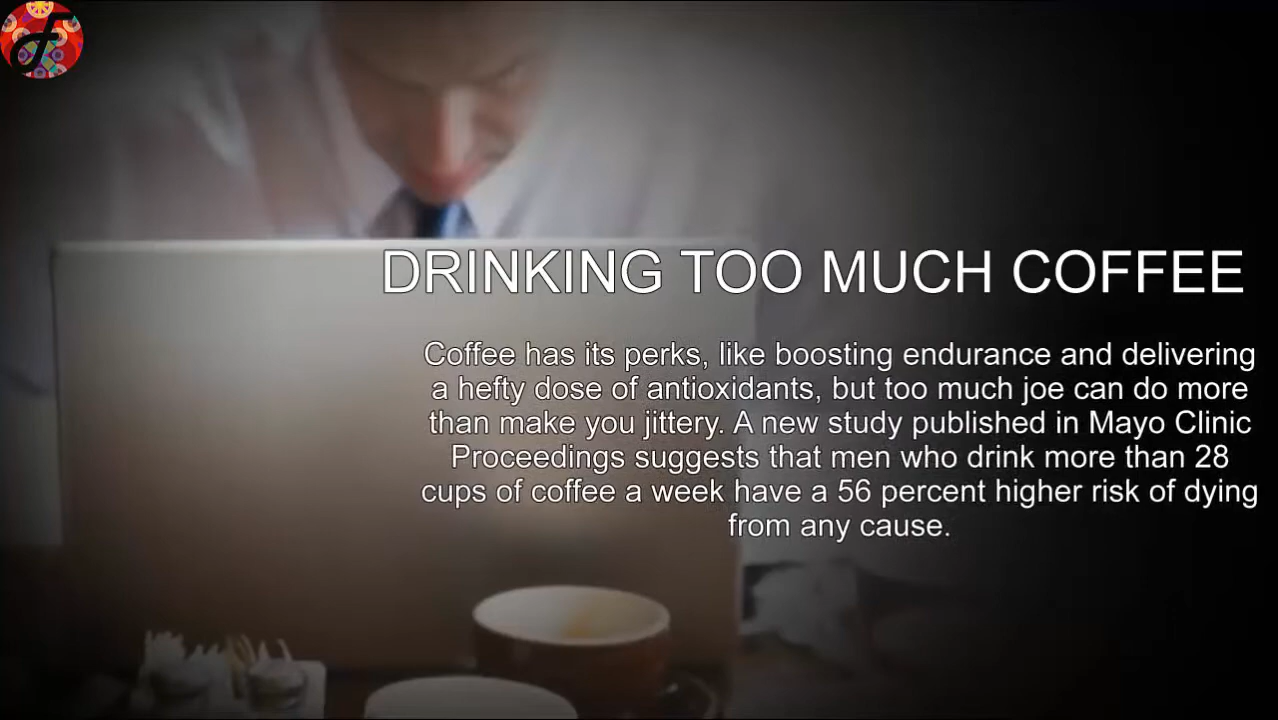 DRINKING TOO MUCH COFFEE
Coffee has its perks, like boosting endurance and delivering
a hefty dose of antioxidants, but too much joe can do more
than make you jittery. A new study published in Mayo Clinic
Proceedings suggests that men who drink more than 28
cups of coffee a week have a 56 percent higher risk of dying
from any cause.